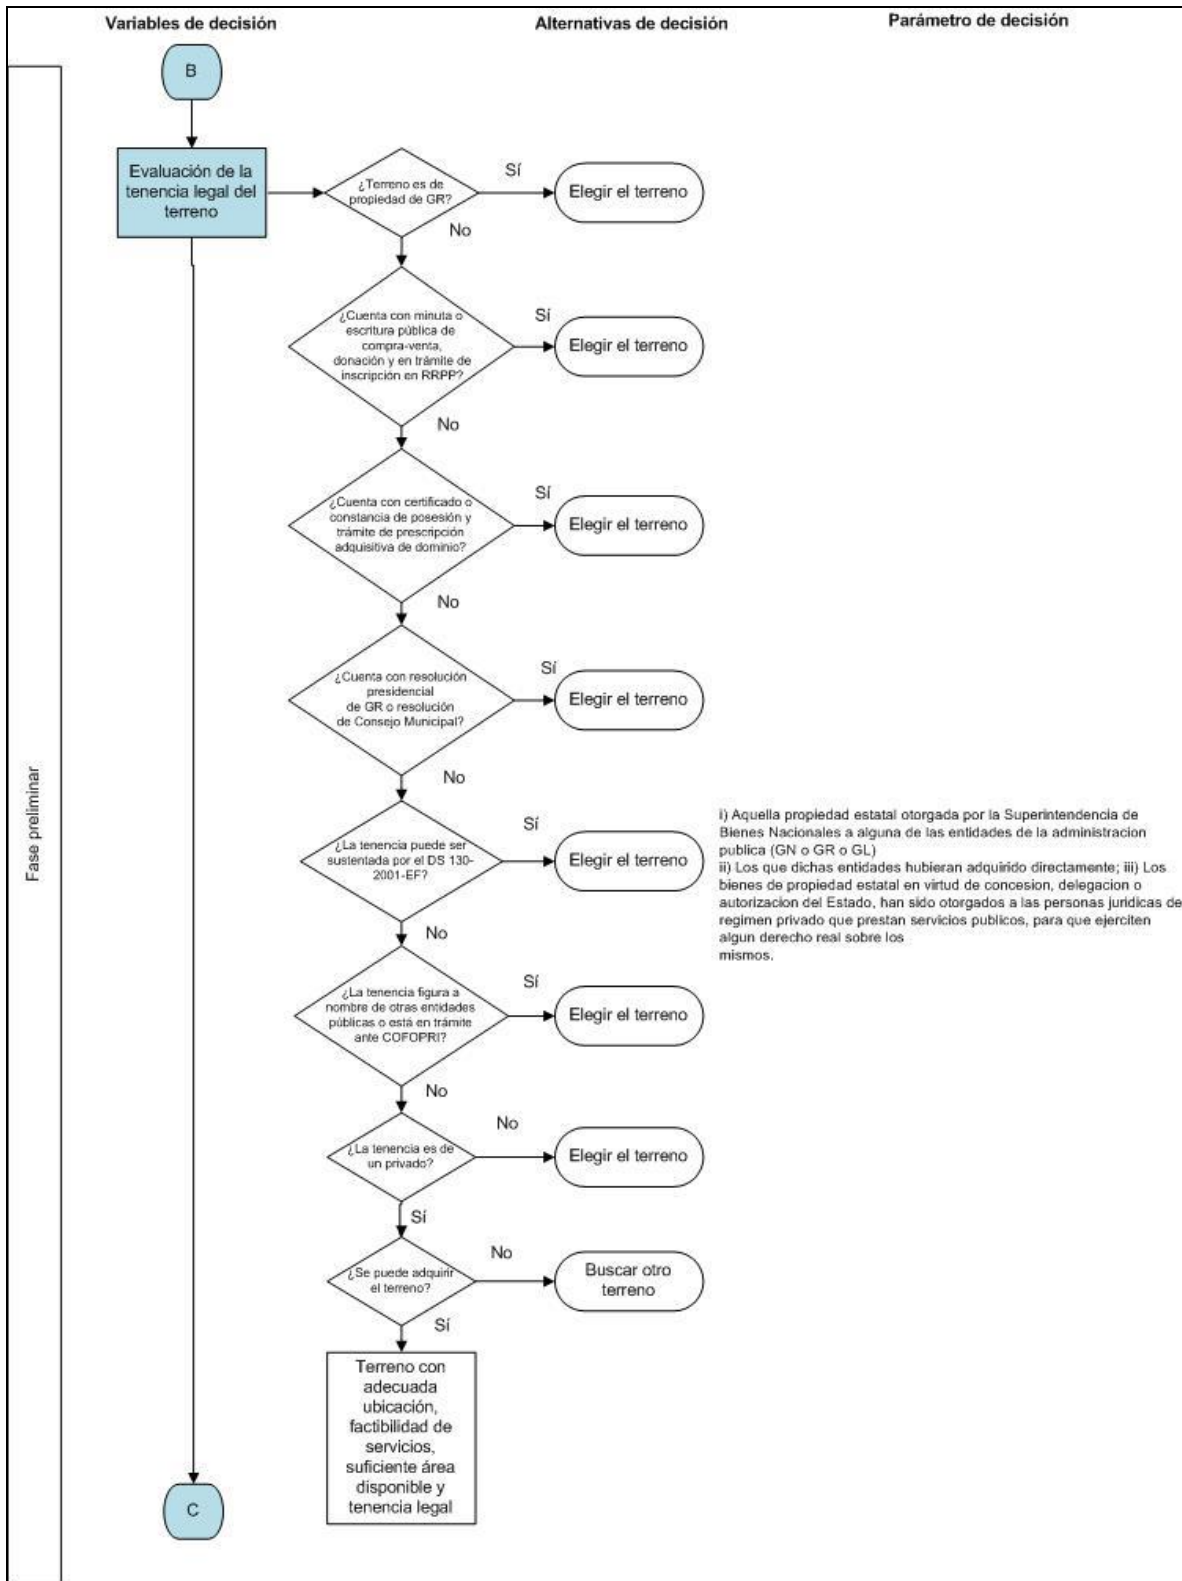 Variables de decisión
Alternativas de decisión
Parámetro de decisión
Fase preliminar
B
Evaluación de la
tenencia legal del
terreno
¿Terreno es de
propiedad de GR?
Sí
Elegir el terreno
No
¿Cuenta con minuta o
escritura pública de
compra-venta,
donación y en trámite de
inscripción en RRPP?
Sí
Elegir el terreno
No
¿Cuenta con certificado o
constancia de posesión y
trámite de prescripción
adquisitiva de dominio?
Sí
Elegir el terreno
No
¿Cuenta con resolución
presidencial
de GR o resolución
de Consejo Municipal?
Sí
Elegir el terreno
No
¿La tenencia puede ser
sustentada por el DS 130-
2001-EF?
Sí
Elegir el terreno
i) Aquella propiedad estatal otorgada por la Superintendencia de
Bienes Nacionales a alguna de las entidades de la administracion
publica (GN o GR o GL)
ii) Los que dichas entidades hubieran adquirido directamente; iii) Los
bienes de propiedad estatal en virtud de concesion, delegacion o
autorizacion del Estado, han sido otorgados a las personas juridicas de
regimen privado que prestan servicios publicos, para que ejerciten
algun derecho real sobre los
mismos.
No
¿La tenencia figura a
nombre de otras entidades
públicas o está en trámite
ante COFOPRI?
Sí
Elegir el terreno
No
¿La tenencia es de
un privado?
No
Elegir el terreno
Sí
¿Se puede adquirir
el terreno?
No
Buscar otro
terreno
Sí
Terreno con
adecuada
ubicación,
factibilidad de
servicios,
suficiente área
disponible y
tenencia legal
C